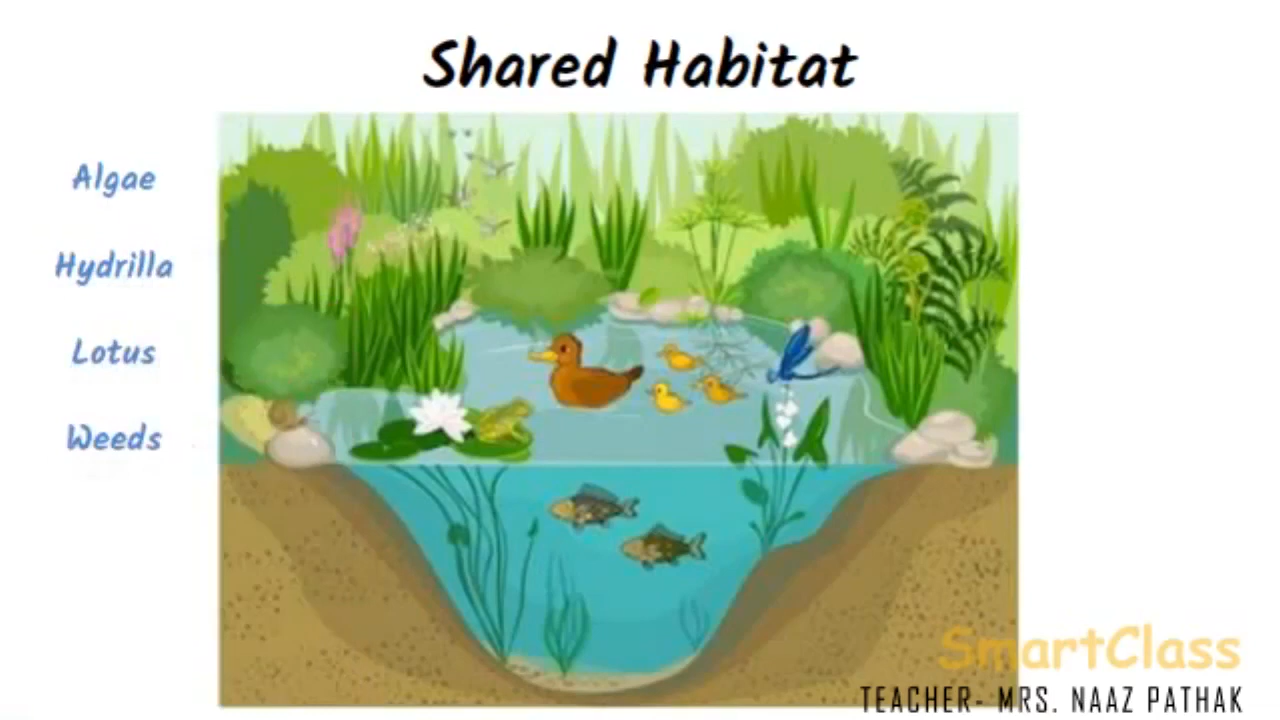 Shared Habitat
Algae
Hydrilla
Lotus
Weeds
SmartClass
TEACHER- MRS. NAAZ PATHAK